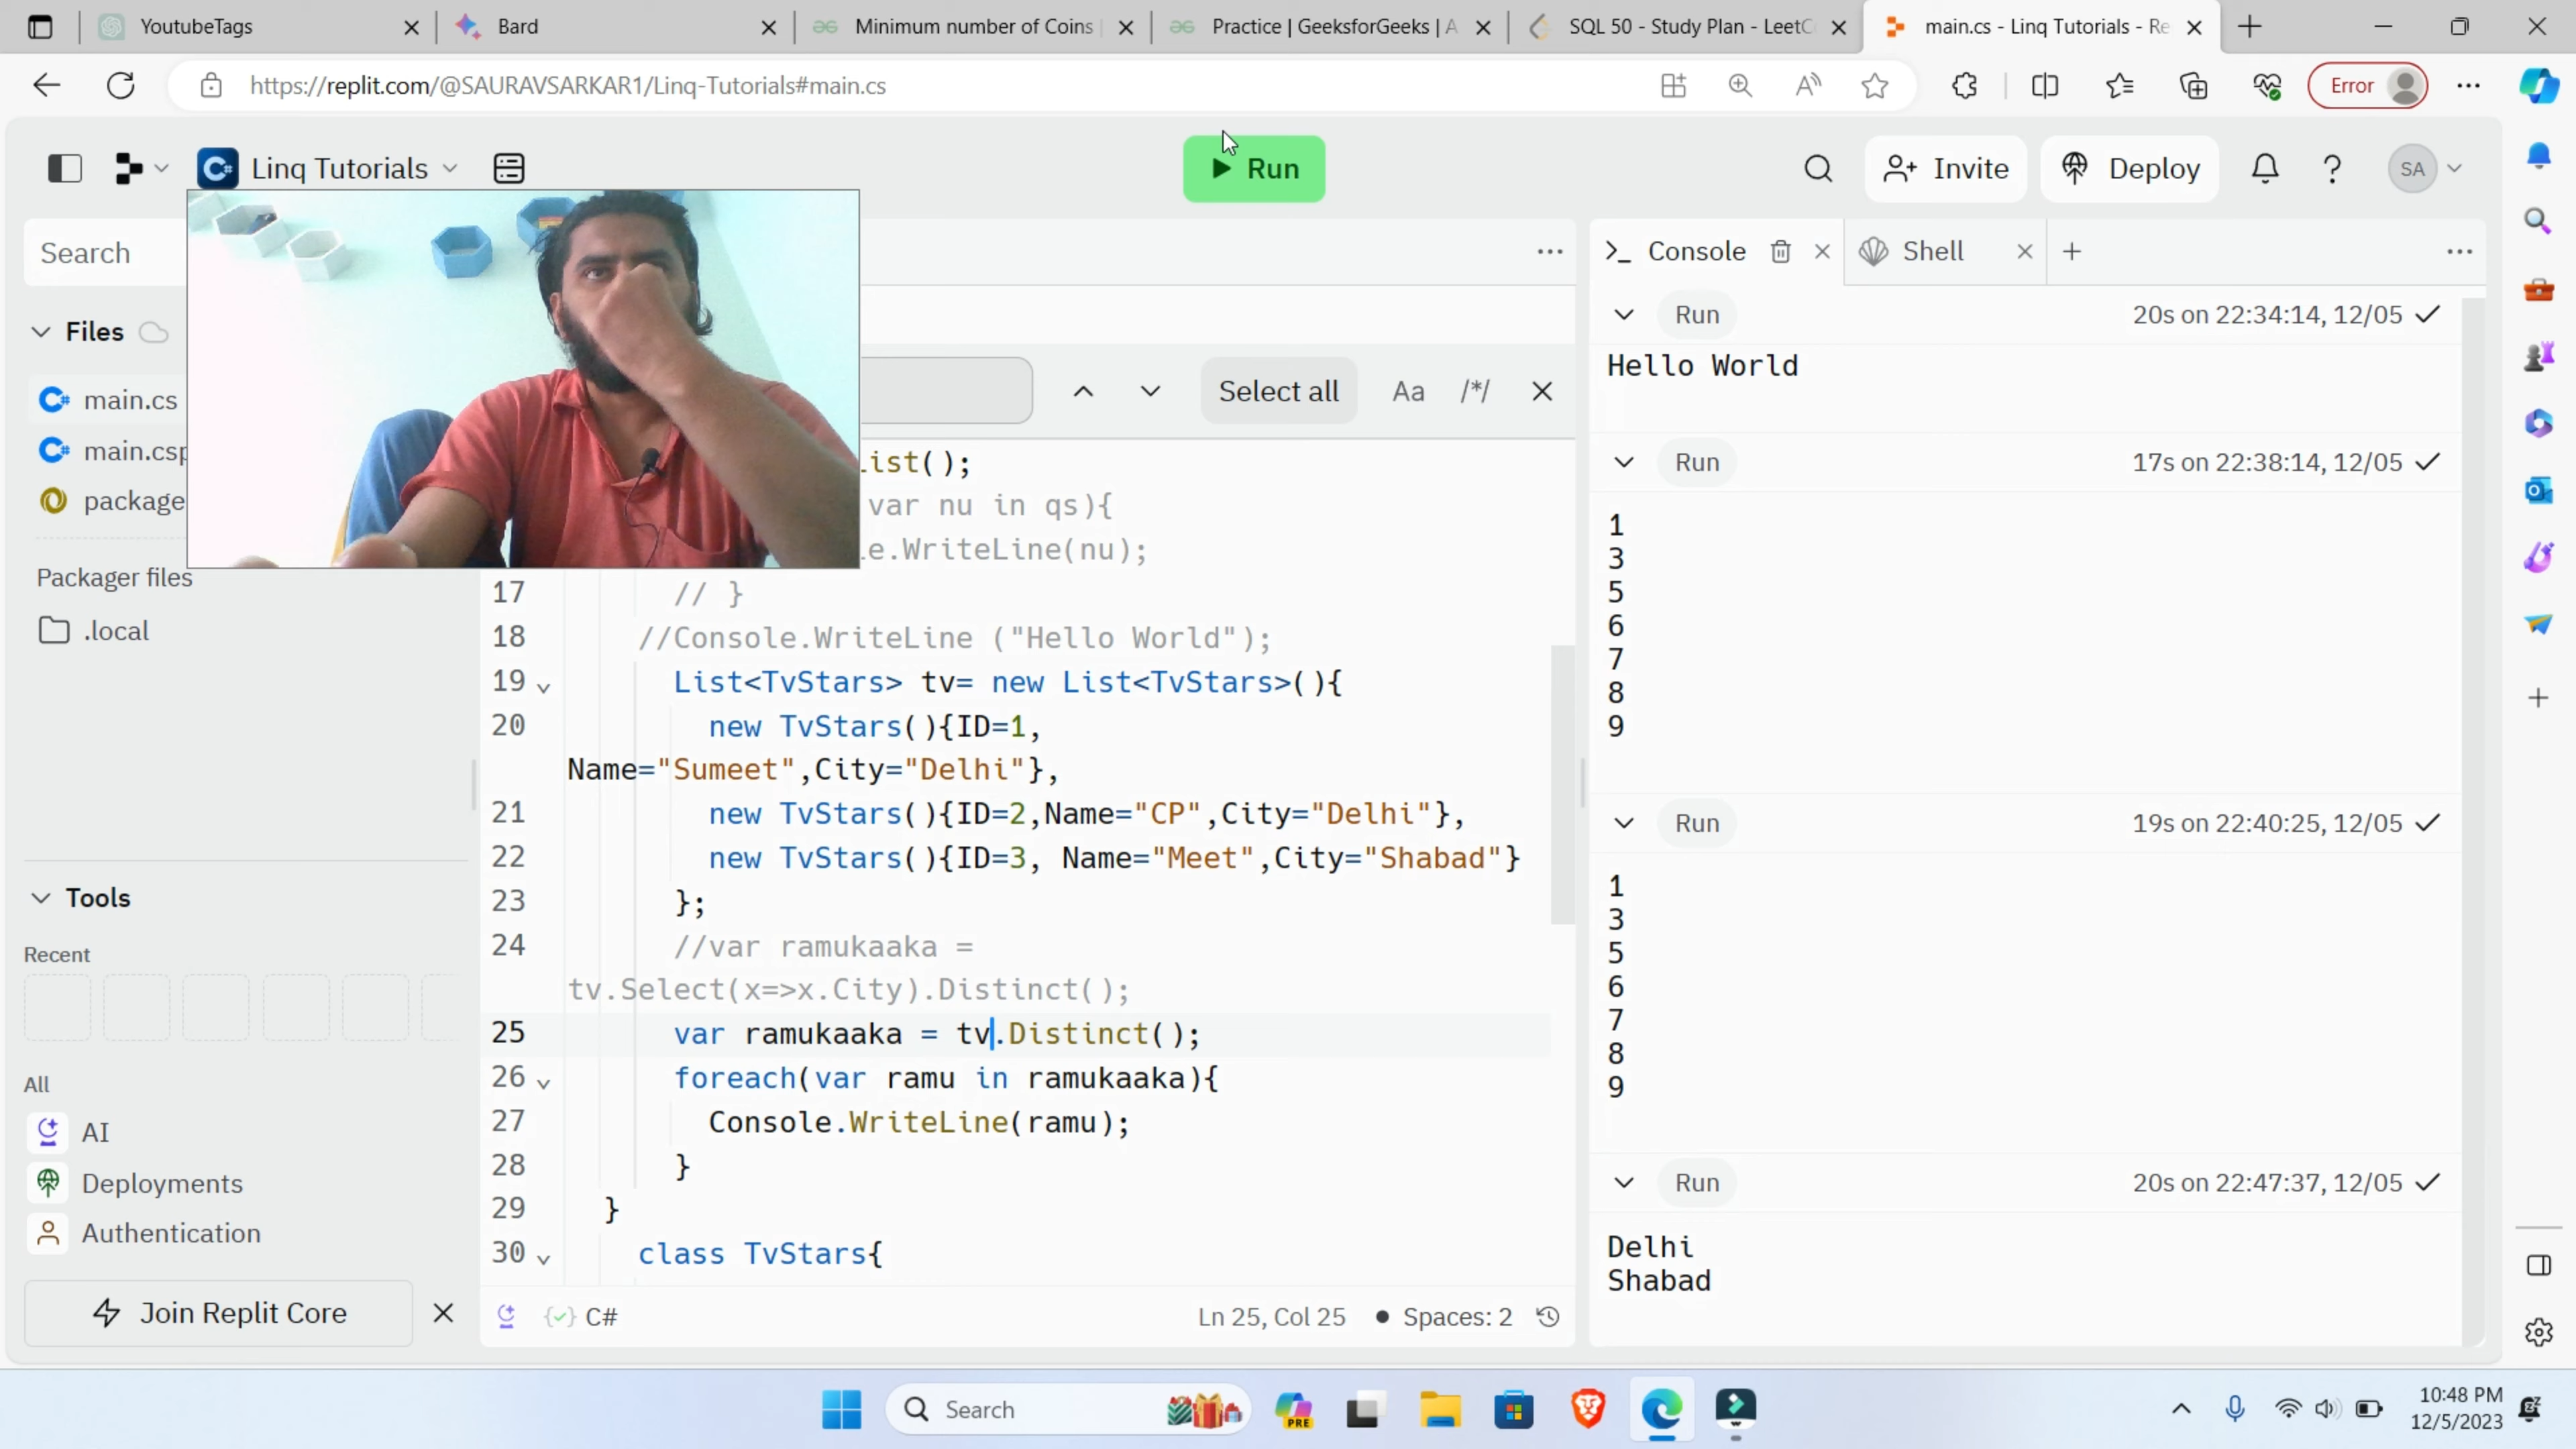 YoutubeTags
Bard
Minimum number of Coins
Practice | GeeksforGeeks | A
SQL 50 - Study Plan - LeetC
main.cs - Linq Tutorials - Re
https://replit.com/@SAURAVSARKAR1/Linq-Tutorials#main.cs
Error
Linq Tutorials
Run
Invite
Deploy
SA
Search
Files
main.cs
main.csp
package
Packager files
.local
Tools
Recent
All
AI
Deployments
Authentication
Join Replit Core
Select all
Aa
/*/
List();
var nu in qs){
le.WriteLine(nu);
17 // }
18 //Console.WriteLine ("Hello World");
19 List<TvStars> tv= new List<TvStars>(){
20 new TvStars(){ID=1,
Name="Sumeet",City="Delhi"},
21 new TvStars(){ID=2,Name="CP",City="Delhi"},
22 new TvStars(){ID=3, Name="Meet",City="Shabad"}
23 };
24 //var ramukaaka =
tv.Select(x=>x.City).Distinct();
25 var ramukaaka = tv.Distinct();
26 foreach(var ramu in ramukaaka){
27 Console.WriteLine(ramu);
28 }
29 }
30 class TvStars{
C#
Ln 25, Col 25
Spaces: 2
Console
Shell
Run
20s on 22:34:14, 12/05
Hello World
Run
17s on 22:38:14, 12/05
1
3
5
6
7
8
9
Run
19s on 22:40:25, 12/05
1
3
5
6
7
8
9
Run
20s on 22:47:37, 12/05
Delhi
Shabad
Search
PRE
10:48 PM
12/5/2023